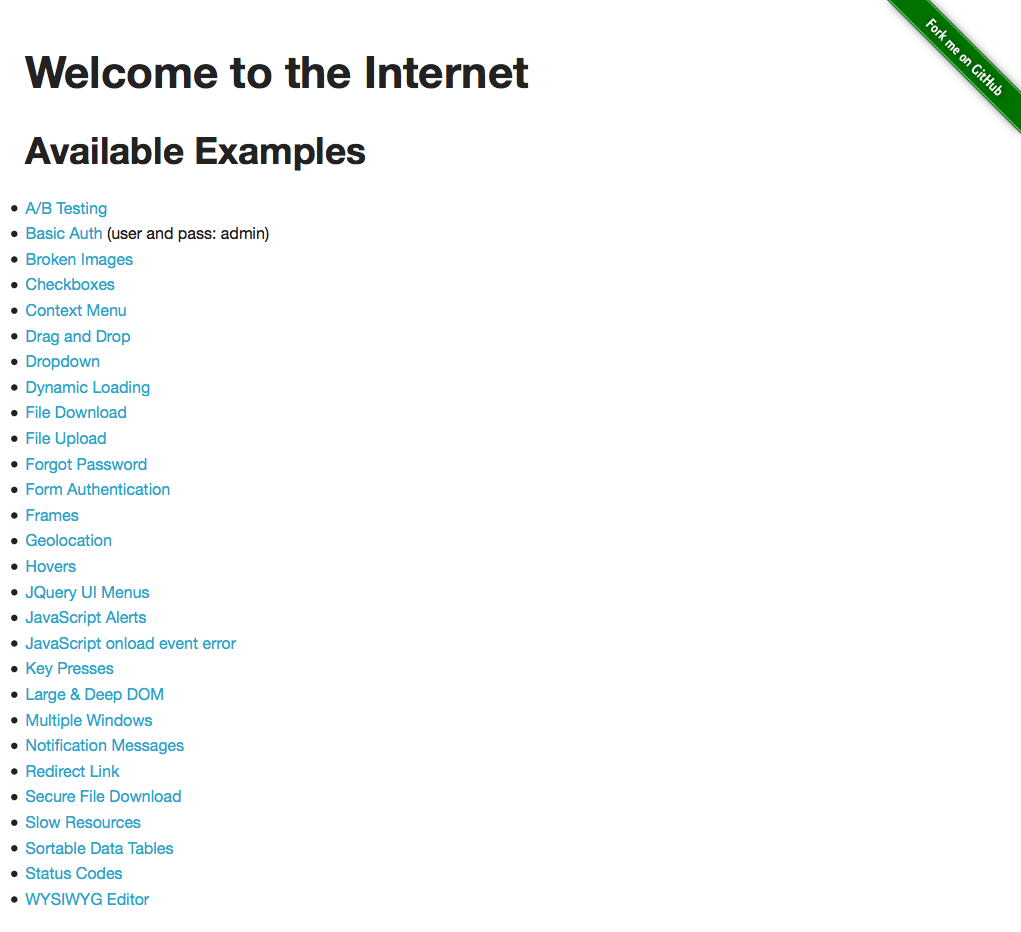 Fork me on GitHub
Welcome to the Internet
Available Examples
A/B Testing
Basic Auth (user and pass: admin)
Broken Images
Checkboxes
Context Menu
Drag and Drop
Dropdown
Dynamic Loading
File Download
File Upload
Forgot Password
Form Authentication
Frames
Geolocation
Hovers
JQuery UI Menus
JavaScript Alerts
JavaScript onload event error
Key Presses
Large & Deep DOM
Multiple Windows
Notification Messages
Redirect Link
Secure File Download
Slow Resources
Sortable Data Tables
Status Codes
WYSIWYG Editor